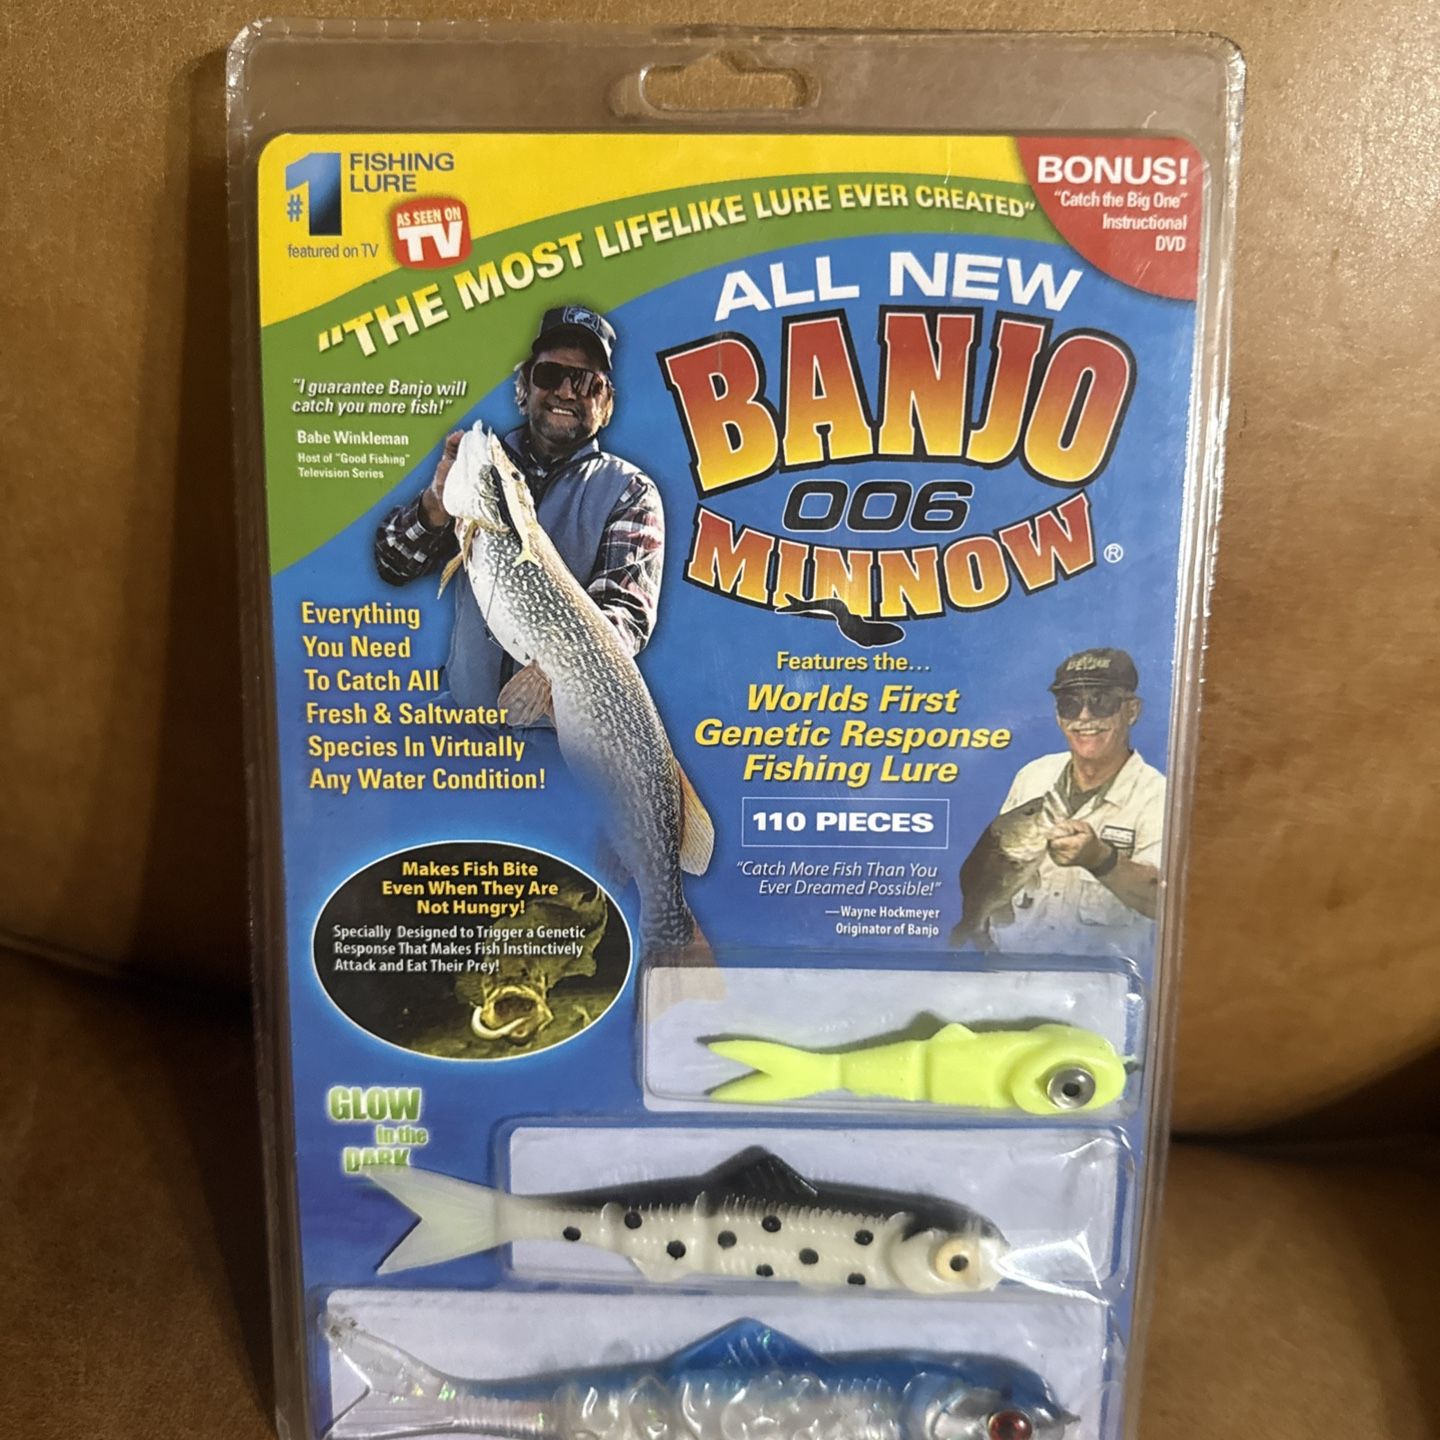 #1 FISHING
LURE
featured on TV
AS SEEN ON
TV
"THE MOST LIFELIKE LURE EVER CREATED"
BONUS!
"Catch the Big One"
Instructional
DVD
ALL NEW
BANJO
006
MINNOW®
"I guarantee Banjo will
catch you more fish!"
Babe Winkleman
Host of "Good Fishing"
Television Series
Everything
You Need
To Catch All
Fresh & Saltwater
Species In Virtually
Any Water Condition!
Features the...
Worlds First
Genetic Response
Fishing Lure
110 PIECES
"Catch More Fish Than You
Ever Dreamed Possible!"
—Wayne Hockmeyer
Originator of Banjo
Makes Fish Bite
Even When They Are
Not Hungry!
Specially Designed to Trigger a Genetic
Response That Makes Fish Instinctively
Attack and Eat Their Prey!
GLOW
in the
DARK